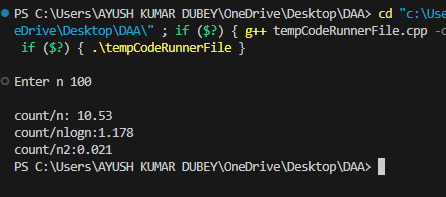 PS C:\Users\AYUSH KUMAR DUBEY\OneDrive\Desktop\DAA> cd "c:\Use
eDrive\Desktop\DAA\" ; if ($?) { g++ tempCodeRunnerFile.cpp -o
if ($?) { .\tempCodeRunnerFile }
Enter n 100
count/n: 10.53
count/nlogn:1.178
count/n2:0.021
PS C:\Users\AYUSH KUMAR DUBEY\OneDrive\Desktop\DAA>